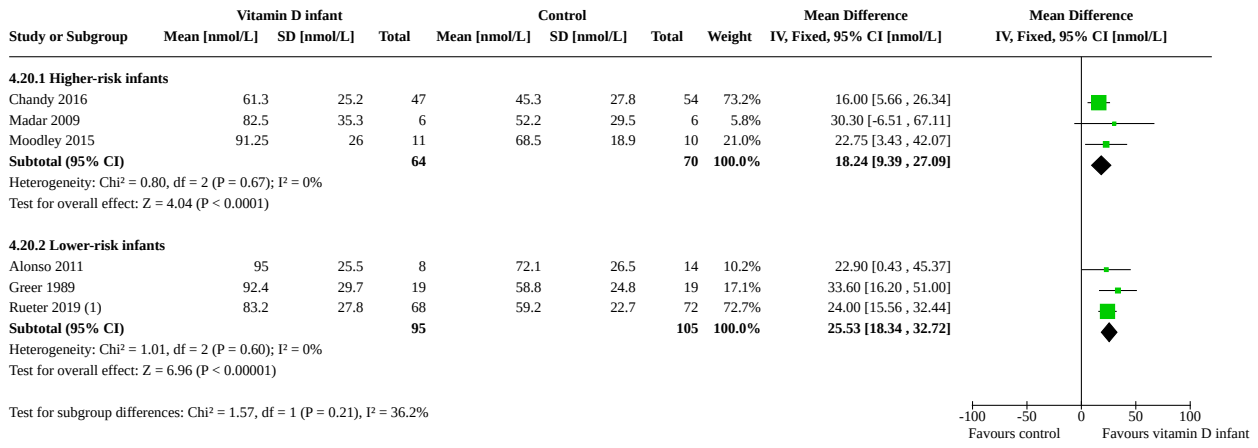 Vitamin D infant Control Mean Difference Mean Difference
Study or Subgroup Mean [nmol/L] SD [nmol/L] Total Mean [nmol/L] SD [nmol/L] Total Weight IV, Fixed, 95% CI [nmol/L] IV, Fixed, 95% CI [nmol/L]
4.20.1 Higher-risk infants
Chandy 2016 61.3 25.2 47 45.3 27.8 54 73.2% 16.00 [5.66 , 26.34]
Madar 2009 82.5 35.3 6 52.2 29.5 6 5.8% 30.30 [-6.51 , 67.11]
Moodley 2015 91.25 26 11 68.5 18.9 10 21.0% 22.75 [3.43 , 42.07]
Subtotal (95% CI) 64 70 100.0% 18.24 [9.39 , 27.09]
Heterogeneity: Chi² = 0.80, df = 2 (P = 0.67); I² = 0%
Test for overall effect: Z = 4.04 (P < 0.0001)
4.20.2 Lower-risk infants
Alonso 2011 95 25.5 8 72.1 26.5 14 10.2% 22.90 [0.43 , 45.37]
Greer 1989 92.4 29.7 19 58.8 24.8 19 17.1% 33.60 [16.20 , 51.00]
Rueter 2019 (1) 83.2 27.8 68 59.2 22.7 72 72.7% 24.00 [15.56 , 32.44]
Subtotal (95% CI) 95 105 100.0% 25.53 [18.34 , 32.72]
Heterogeneity: Chi² = 1.01, df = 2 (P = 0.60); I² = 0%
Test for overall effect: Z = 6.96 (P < 0.00001)
Test for subgroup differences: Chi² = 1.57, df = 1 (P = 0.21), I² = 36.2%
-100 -50 0 50 100
Favours control Favours vitamin D infant